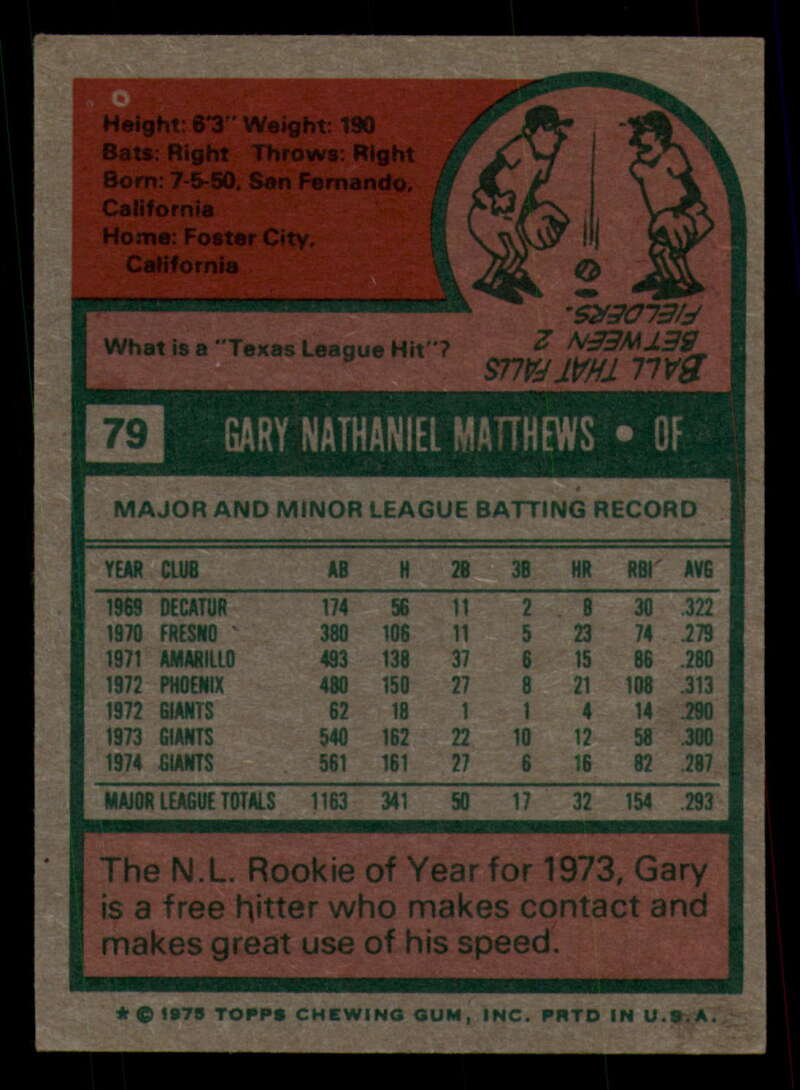 Height: 6'3" Weight: 190
Bats: Right Throws: Right
Born: 7-5-50, San Fernando,
California
Home: Foster City,
California
What is a "Texas League Hit"?
BALL THAT FALLS
BETWEEN 2
FIELDERS.
79 GARY NATHANIEL MATTHEWS • OF
MAJOR AND MINOR LEAGUE BATTING RECORD
YEAR CLUB AB H 2B 3B HR RBI AVG
1969 DECATUR 174 56 11 2 8 30 .322
1970 FRESNO 380 106 11 5 23 74 .279
1971 AMARILLO 493 138 37 6 15 86 .280
1972 PHOENIX 480 150 27 8 21 108 .313
1972 GIANTS 62 18 1 1 4 14 .290
1973 GIANTS 540 162 22 10 12 58 .300
1974 GIANTS 561 161 27 6 16 82 .287
MAJOR LEAGUE TOTALS 1163 341 50 17 32 154 .293
The N.L. Rookie of Year for 1973, Gary
is a free hitter who makes contact and
makes great use of his speed.
* © 1975 TOPPS CHEWING GUM, INC. PRTD IN U.S.A.